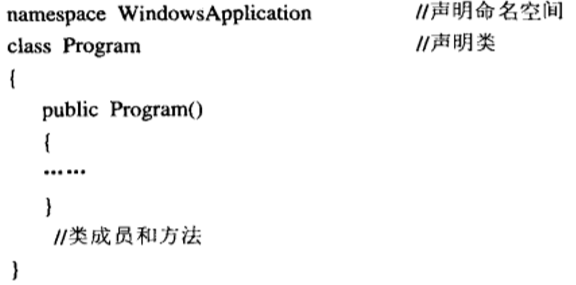 namespace WindowsApplication //声明命名空间
class Program //声明类
{
public Program()
{
……
}
//类成员和方法
}